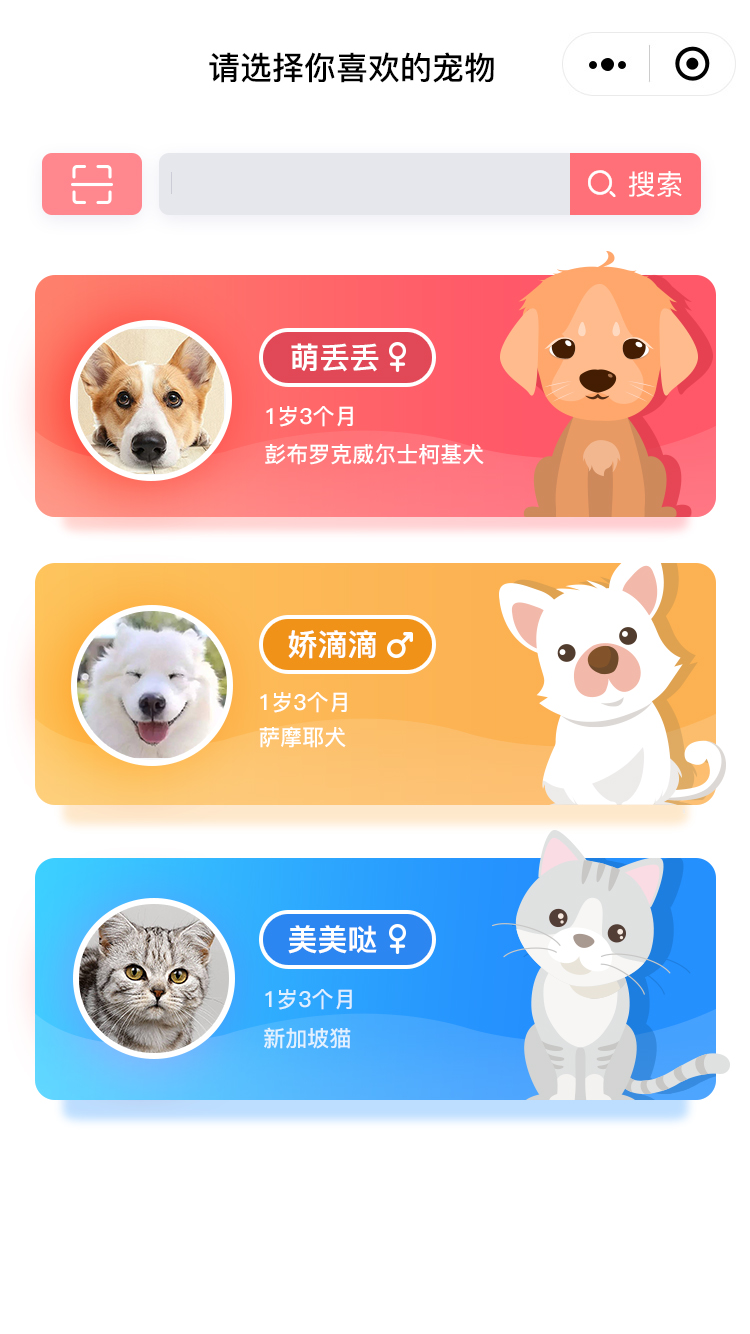 请选择你喜欢的宠物
搜索
萌丢丢♀
1岁3个月
彭布罗克威尔士柯基犬
娇滴滴♂
1岁3个月
萨摩耶犬
美美哒♀
1岁3个月
新加坡猫